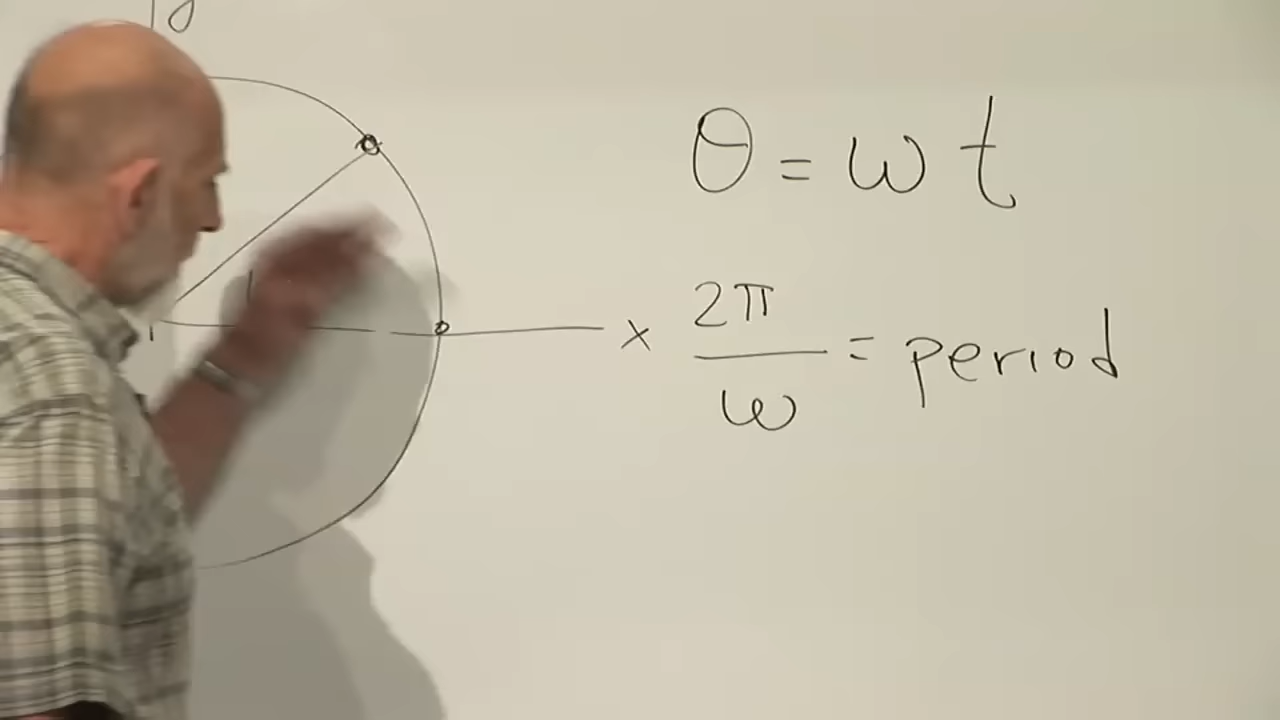 y
θ = ω t
x
2π
ω
= period